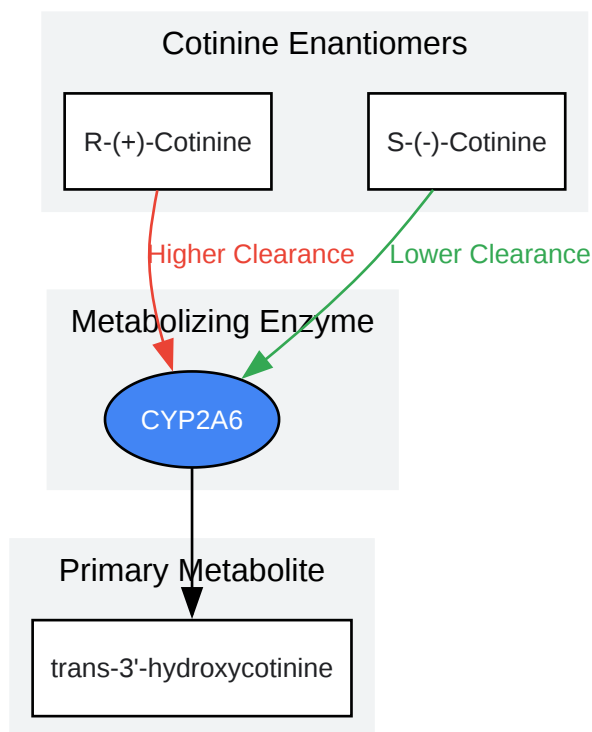 Cotinine Enantiomers
R-(+)-Cotinine
S-(-)-Cotinine
Higher Clearance
Lower Clearance
Metabolizing Enzyme
CYP2A6
Primary Metabolite
trans-3'-hydroxycotinine